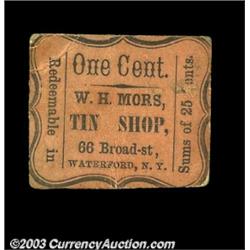 One Cent.
W. H. MORS,
TIN SHOP,
66 Broad-st,
WATERFORD, N. Y.
Redeemable in
Sums of 25 cents.
©2003 CurrencyAuction.com